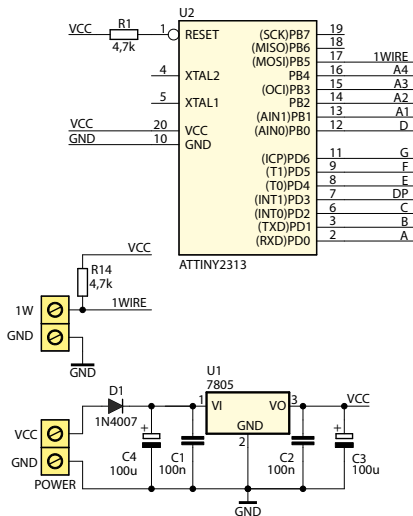 U2
VCC R1 4,7k 1 RESET (SCK)PB7 19
(MISO)PB6 18
(MOSI)PB5 17 1WIRE
4 XTAL2 PB4 16 A4
(OCI)PB3 15 A3
5 XTAL1 PB2 14 A2
(AIN1)PB1 13 A1
VCC 20 VCC (AIN0)PB0 12 D
GND 10 GND
(ICP)PD6 11 G
(T1)PD5 9 F
(T0)PD4 8 E
(INT1)PD3 7 DP
(INT0)PD2 6 C
(TXD)PD1 3 B
(RXD)PD0 2 A
ATTINY2313
VCC
R14
4,7k
1W 1WIRE
GND
GND
U1
7805
D1
1N4007
1 VI VO 3 VCC
GND
2
VCC
GND
POWER
C4
100u
C1
100n
C2
100n
C3
100u
+
+
GND